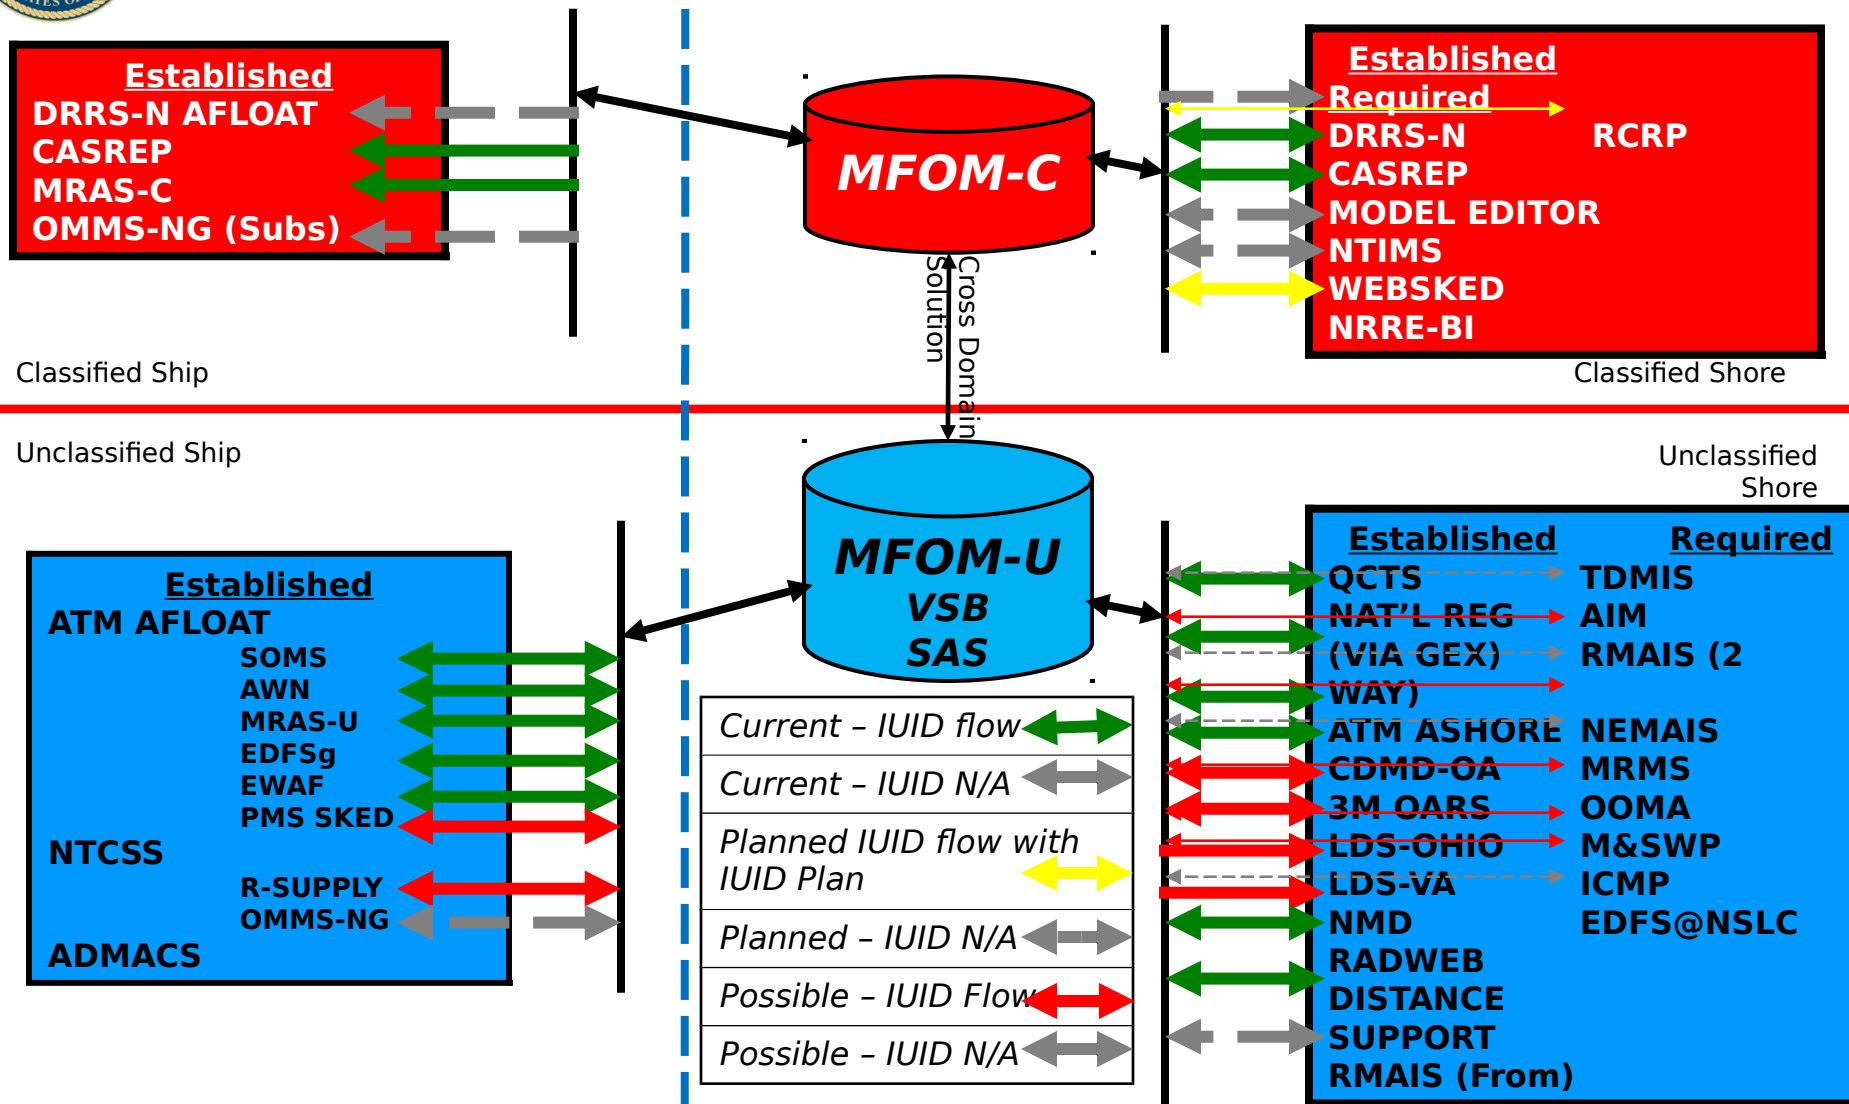 Established
DRRS-N AFLOAT
CASREP
MRAS-C
OMMS-NG (Subs)
Classified Ship
MFOM-C
Cross Domain
Solution
Established
Required
DRRS-N RCRP
CASREP
MODEL EDITOR
NTIMS
WEBSKED
NRRE-BI
Classified Shore
Unclassified Ship
Established
ATM AFLOAT
SOMS
AWN
MRAS-U
EDFSg
EWAF
PMS SKED
NTCSS
R-SUPPLY
OMMS-NG
ADMACS
MFOM-U
VSB
SAS
Current – IUID flow
Current – IUID N/A
Planned IUID flow with
IUID Plan
Planned – IUID N/A
Possible – IUID Flow
Possible – IUID N/A
Unclassified
Shore
Established Required
QCTS TDMIS
NAT’L REG AIM
(VIA GEX) RMAIS (2
WAY)
ATM ASHORE NEMAIS
CDMD-OA MRMS
3M OARS OOMA
LDS-OHIO M&SWP
LDS-VA ICMP
NMD EDFS@NSLC
RADWEB
DISTANCE
SUPPORT
RMAIS (From)